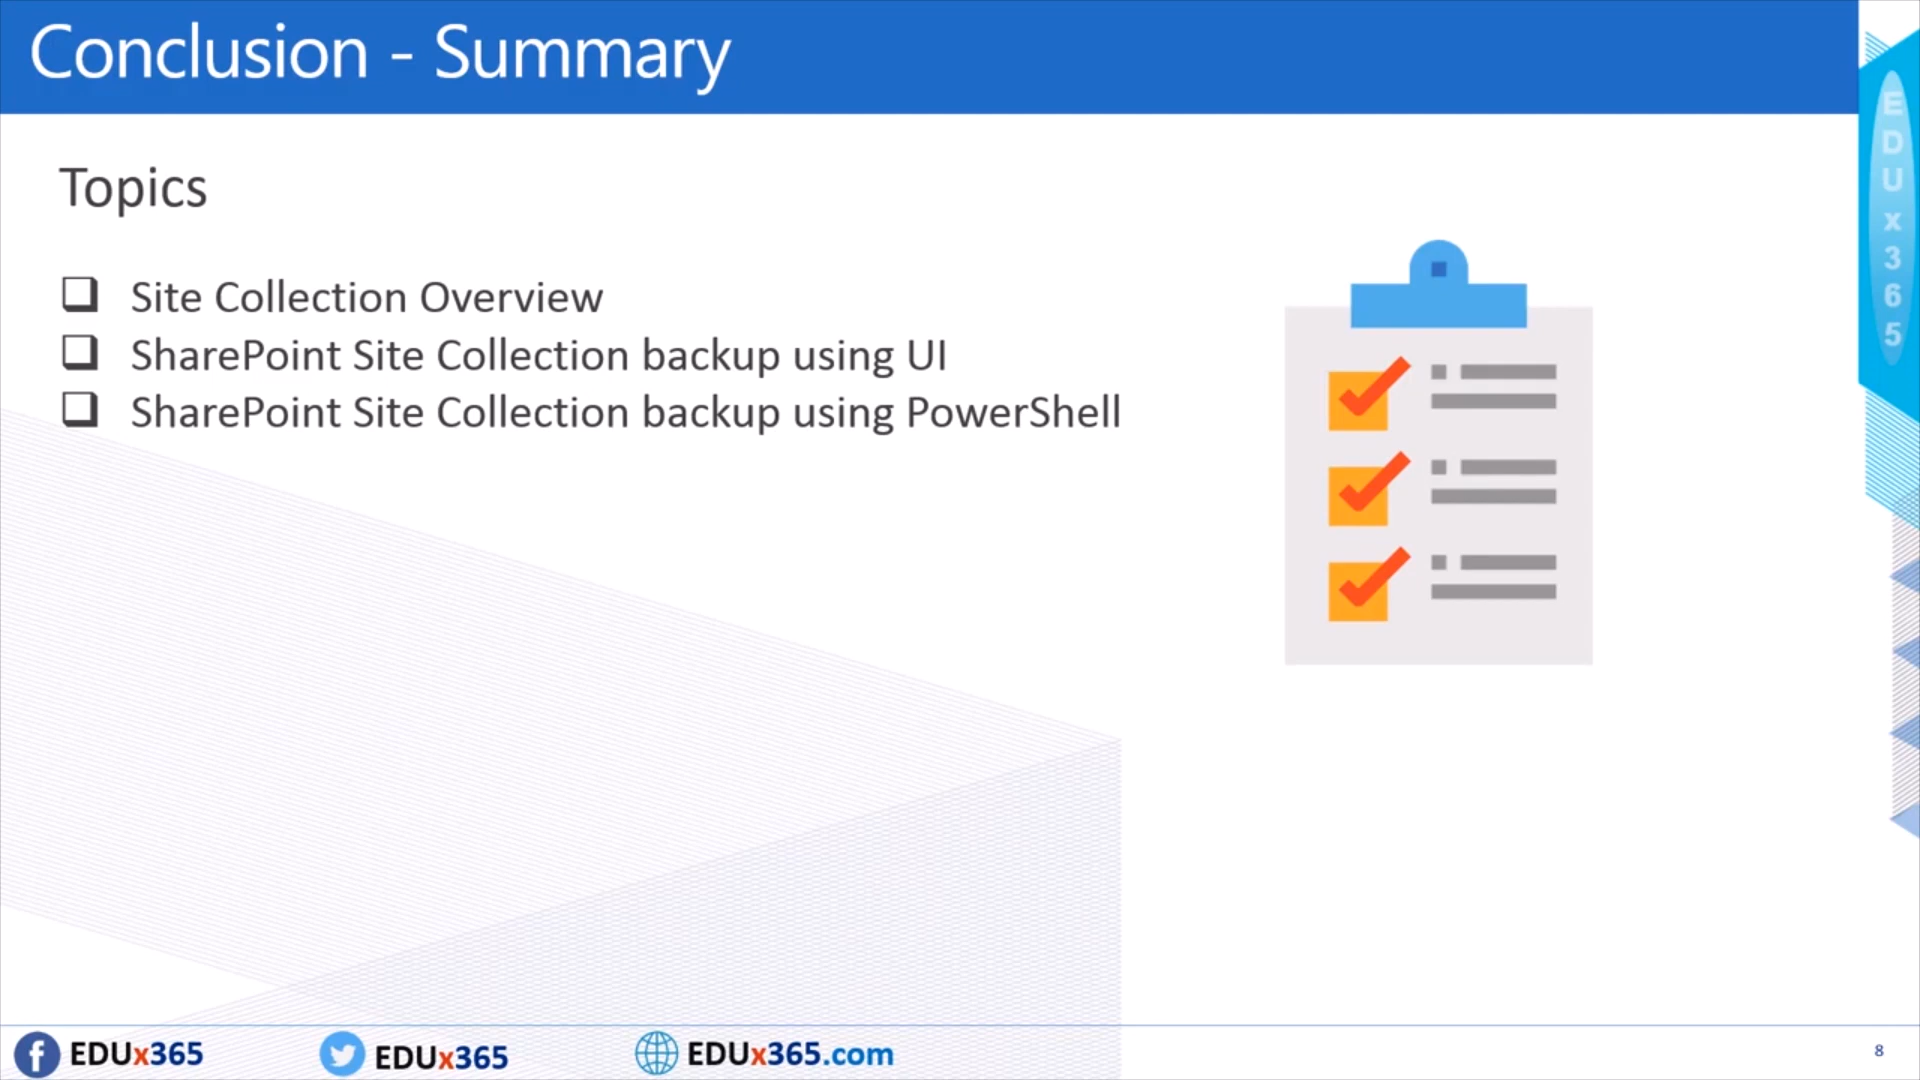 Conclusion - Summary
Topics
Site Collection Overview
SharePoint Site Collection backup using UI
SharePoint Site Collection backup using PowerShell
EDUx365
EDUx365
EDUx365
EDUx365.com
8